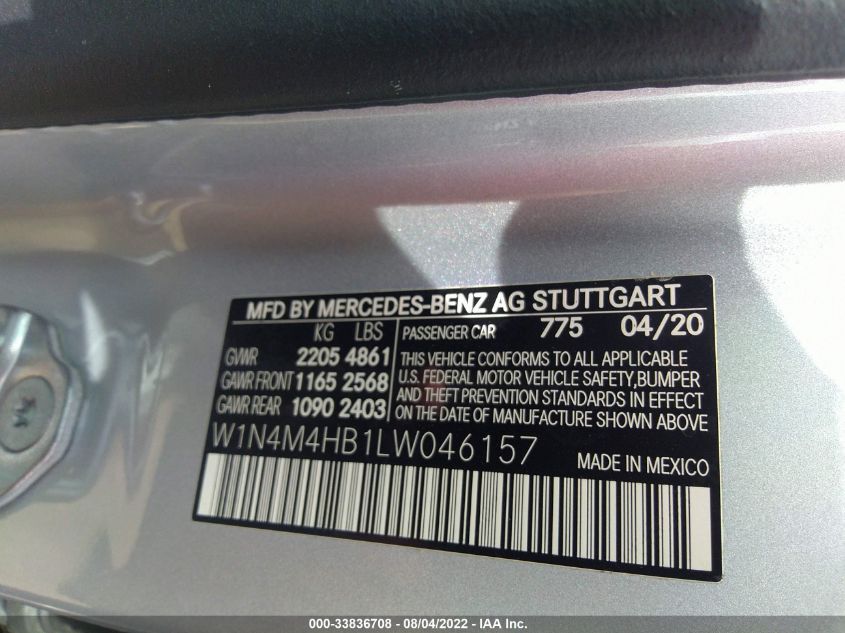 MFD BY MERCEDES-BENZ AG STUTTGART
KG LBS
GVWR 2205 4861
GAWR FRONT 1165 2568
GAWR REAR 1090 2403
PASSENGER CAR 775 04/20
THIS VEHICLE CONFORMS TO ALL APPLICABLE
U.S. FEDERAL MOTOR VEHICLE SAFETY,BUMPER
AND THEFT PREVENTION STANDARDS IN EFFECT
ON THE DATE OF MANUFACTURE SHOWN ABOVE
W1N4M4HB1LW046157
MADE IN MEXICO
000-33836708 - 08/04/2022 - IAA Inc.